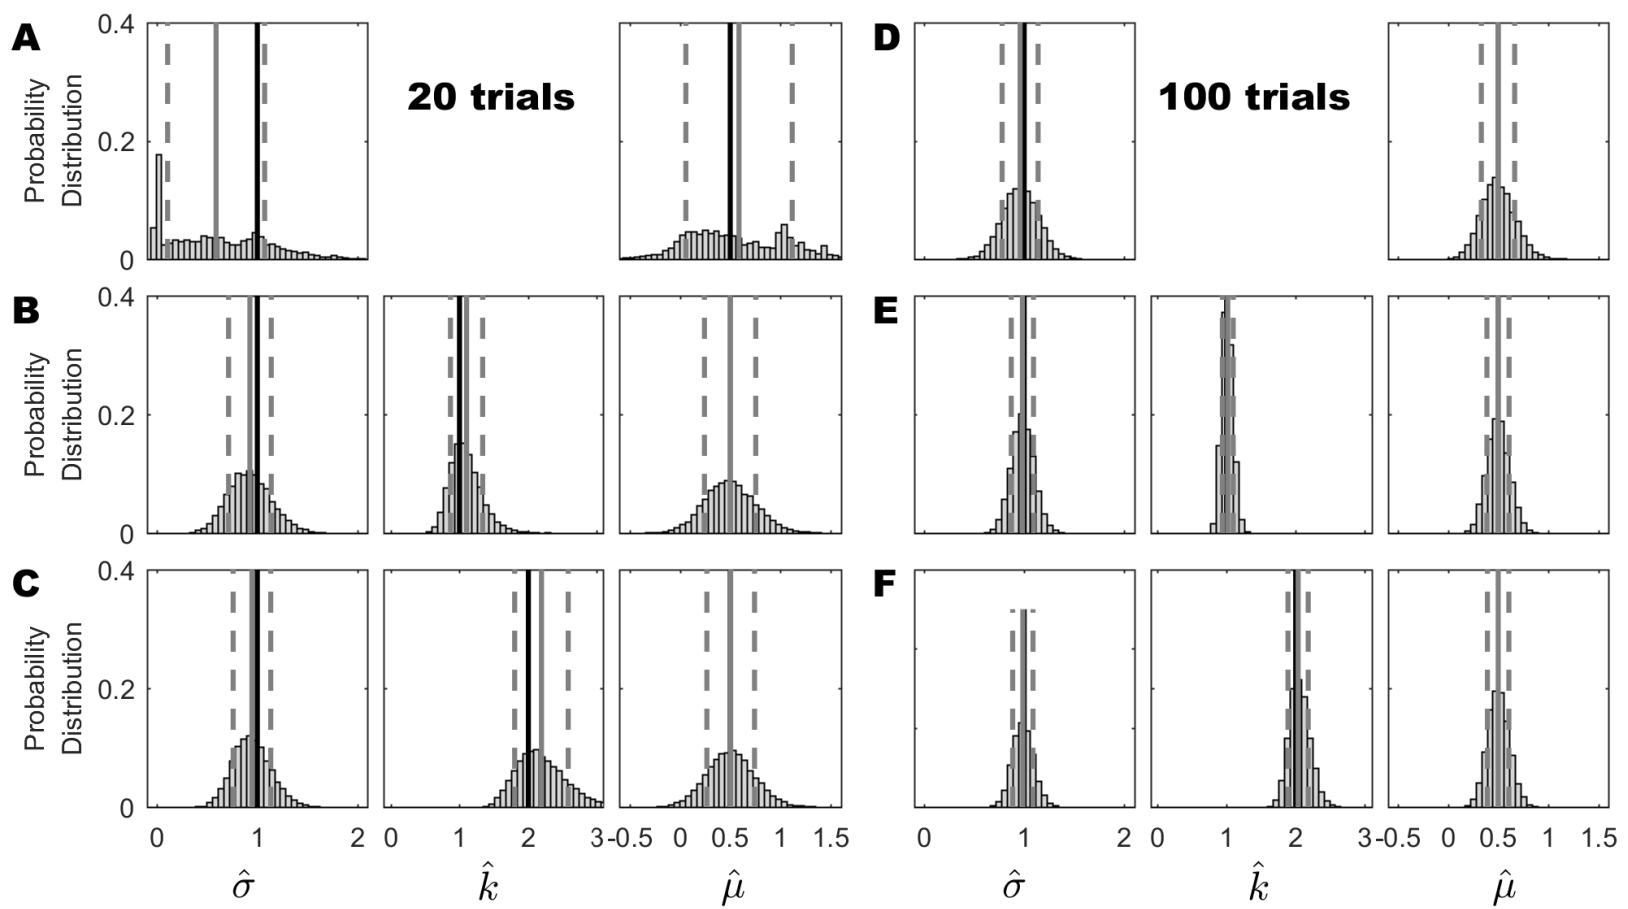 A
D
20 trials
100 trials
Probability
Distribution
0.4
0.2
0
B
E
Probability
Distribution
0.4
0.2
0
C
F
Probability
Distribution
0.4
0.2
0
0 1 2 0 1 2 3 -0.5 0 0.5 1 1.5 0 1 2 0 1 2 3 -0.5 0 0.5 1 1.5
σ̂ k̂ μ̂ σ̂ k̂ μ̂